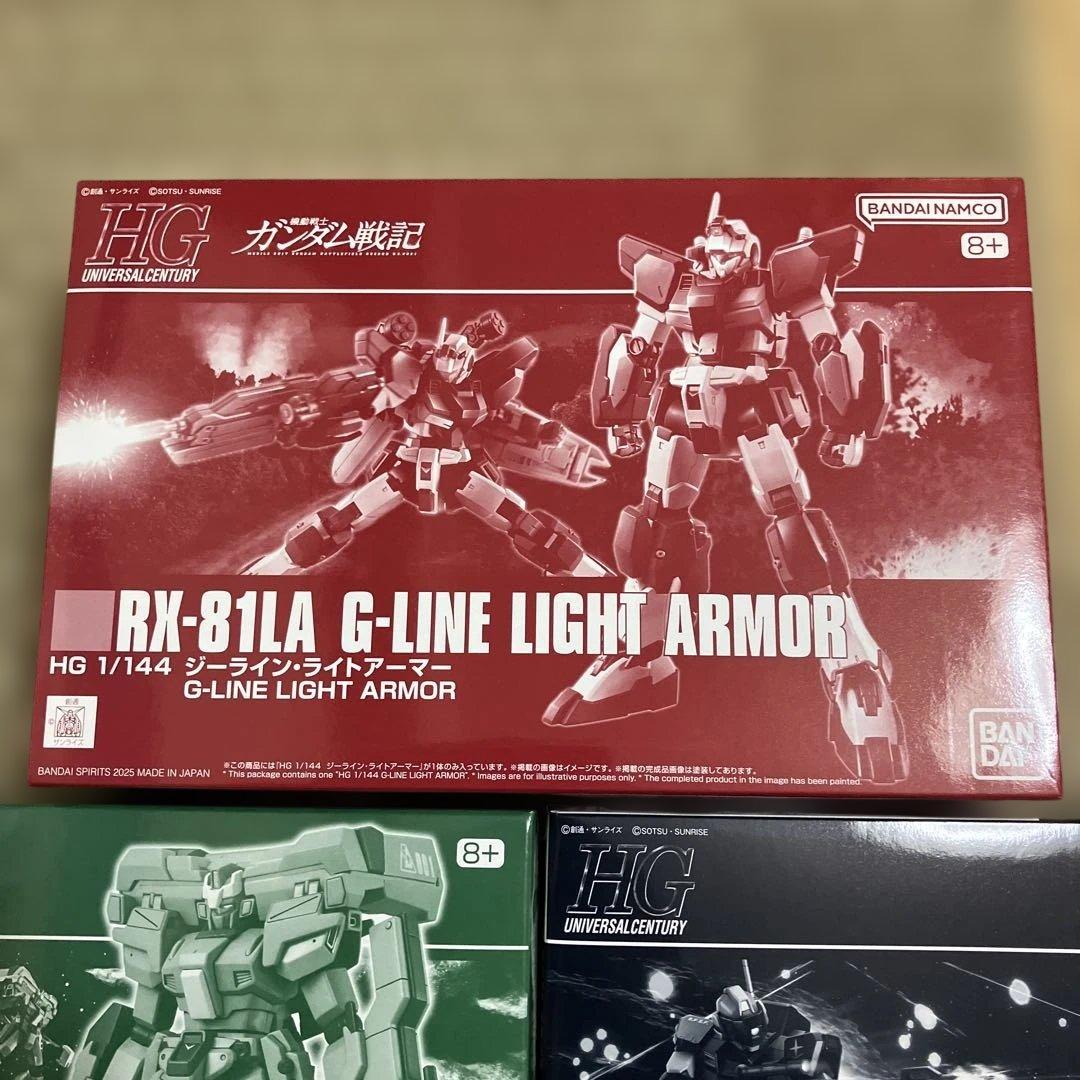 ©創通・サンライズ ©SOTSU・SUNRISE
HG
UNIVERSAL CENTURY
機動戦士
ガンダム戦記
MOBILE SUIT GUNDAM BATTLEFIELD RECORD U.C.0081
BANDAI NAMCO
8+
RX-81LA G-LINE LIGHT ARMOR
HG 1/144 ジーライン・ライトアーマー
G-LINE LIGHT ARMOR
創通
©
サンライズ
BAN
DAI
BANDAI SPIRITS 2025 MADE IN JAPAN
※この商品には「HG 1/144 ジーライン・ライトアーマー」が1体のみ入っています。※掲載の画像はイメージです。※掲載の完成品画像は塗装してあります。
* This package contains one "HG 1/144 G-LINE LIGHT ARMOR". * Images are for illustrative purposes only. * The completed product in the image has been painted.
8+
001
©創通・サンライズ ©SOTSU・SUNRISE
HG
UNIVERSAL CENTURY